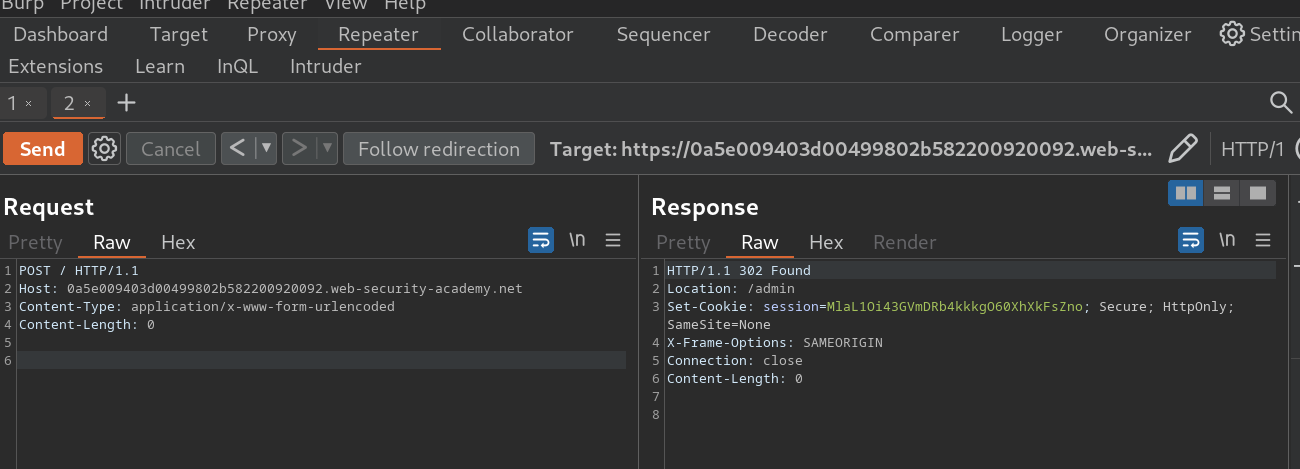 Burp Project Intruder Repeater View Help
Dashboard Target Proxy Repeater Collaborator Sequencer Decoder Comparer Logger Organizer Settin
Extensions Learn InQL Intruder
1 × 2 × +
Send Cancel < ▼ > ▼ Follow redirection Target: https://0a5e009403d00499802b582200920092.web-s... HTTP/1
Request
Pretty Raw Hex \n
1 POST / HTTP/1.1
2 Host: 0a5e009403d00499802b582200920092.web-security-academy.net
3 Content-Type: application/x-www-form-urlencoded
4 Content-Length: 0
5
6
Response
Pretty Raw Hex Render \n
1 HTTP/1.1 302 Found
2 Location: /admin
3 Set-Cookie: session=MlaL1Oi43GVmDRb4kkkgO60XhXkFsZno; Secure; HttpOnly;
SameSite=None
4 X-Frame-Options: SAMEORIGIN
5 Connection: close
6 Content-Length: 0
7
8